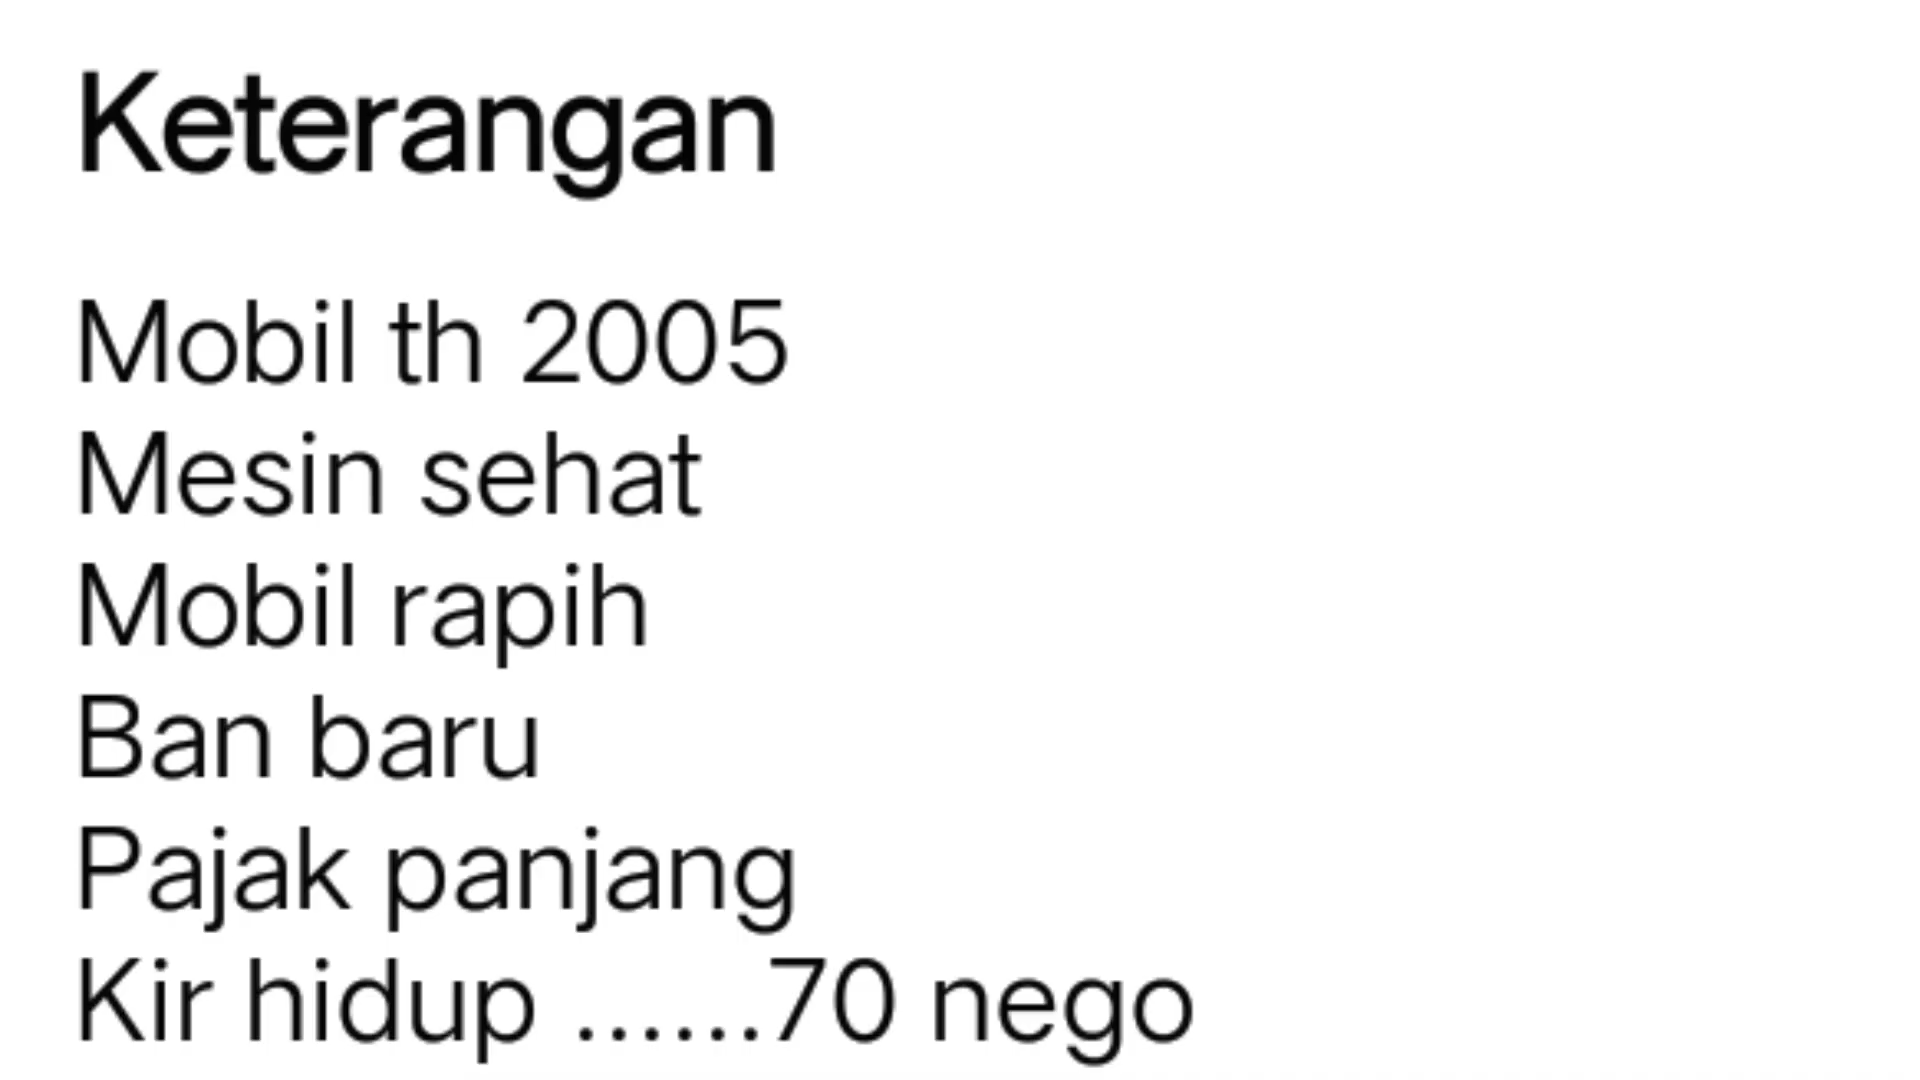 Keterangan
Mobil th 2005
Mesin sehat
Mobil rapih
Ban baru
Pajak panjang
Kir hidup ......70 nego